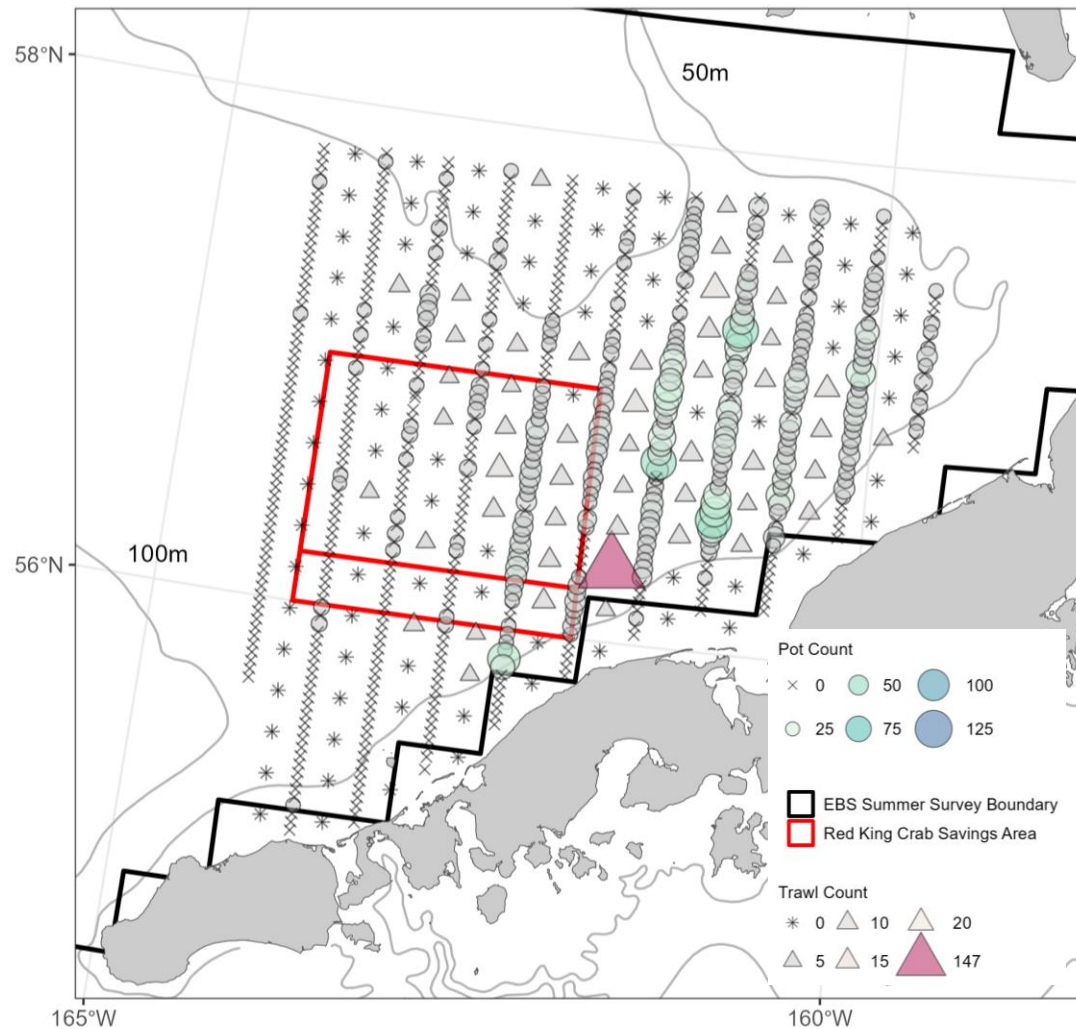 58°N
50m
56°N
100m
Pot Count
0 50 100
25 75 125
EBS Summer Survey Boundary
Red King Crab Savings Area
Trawl Count
0 10 20
5 15 147
165°W 160°W